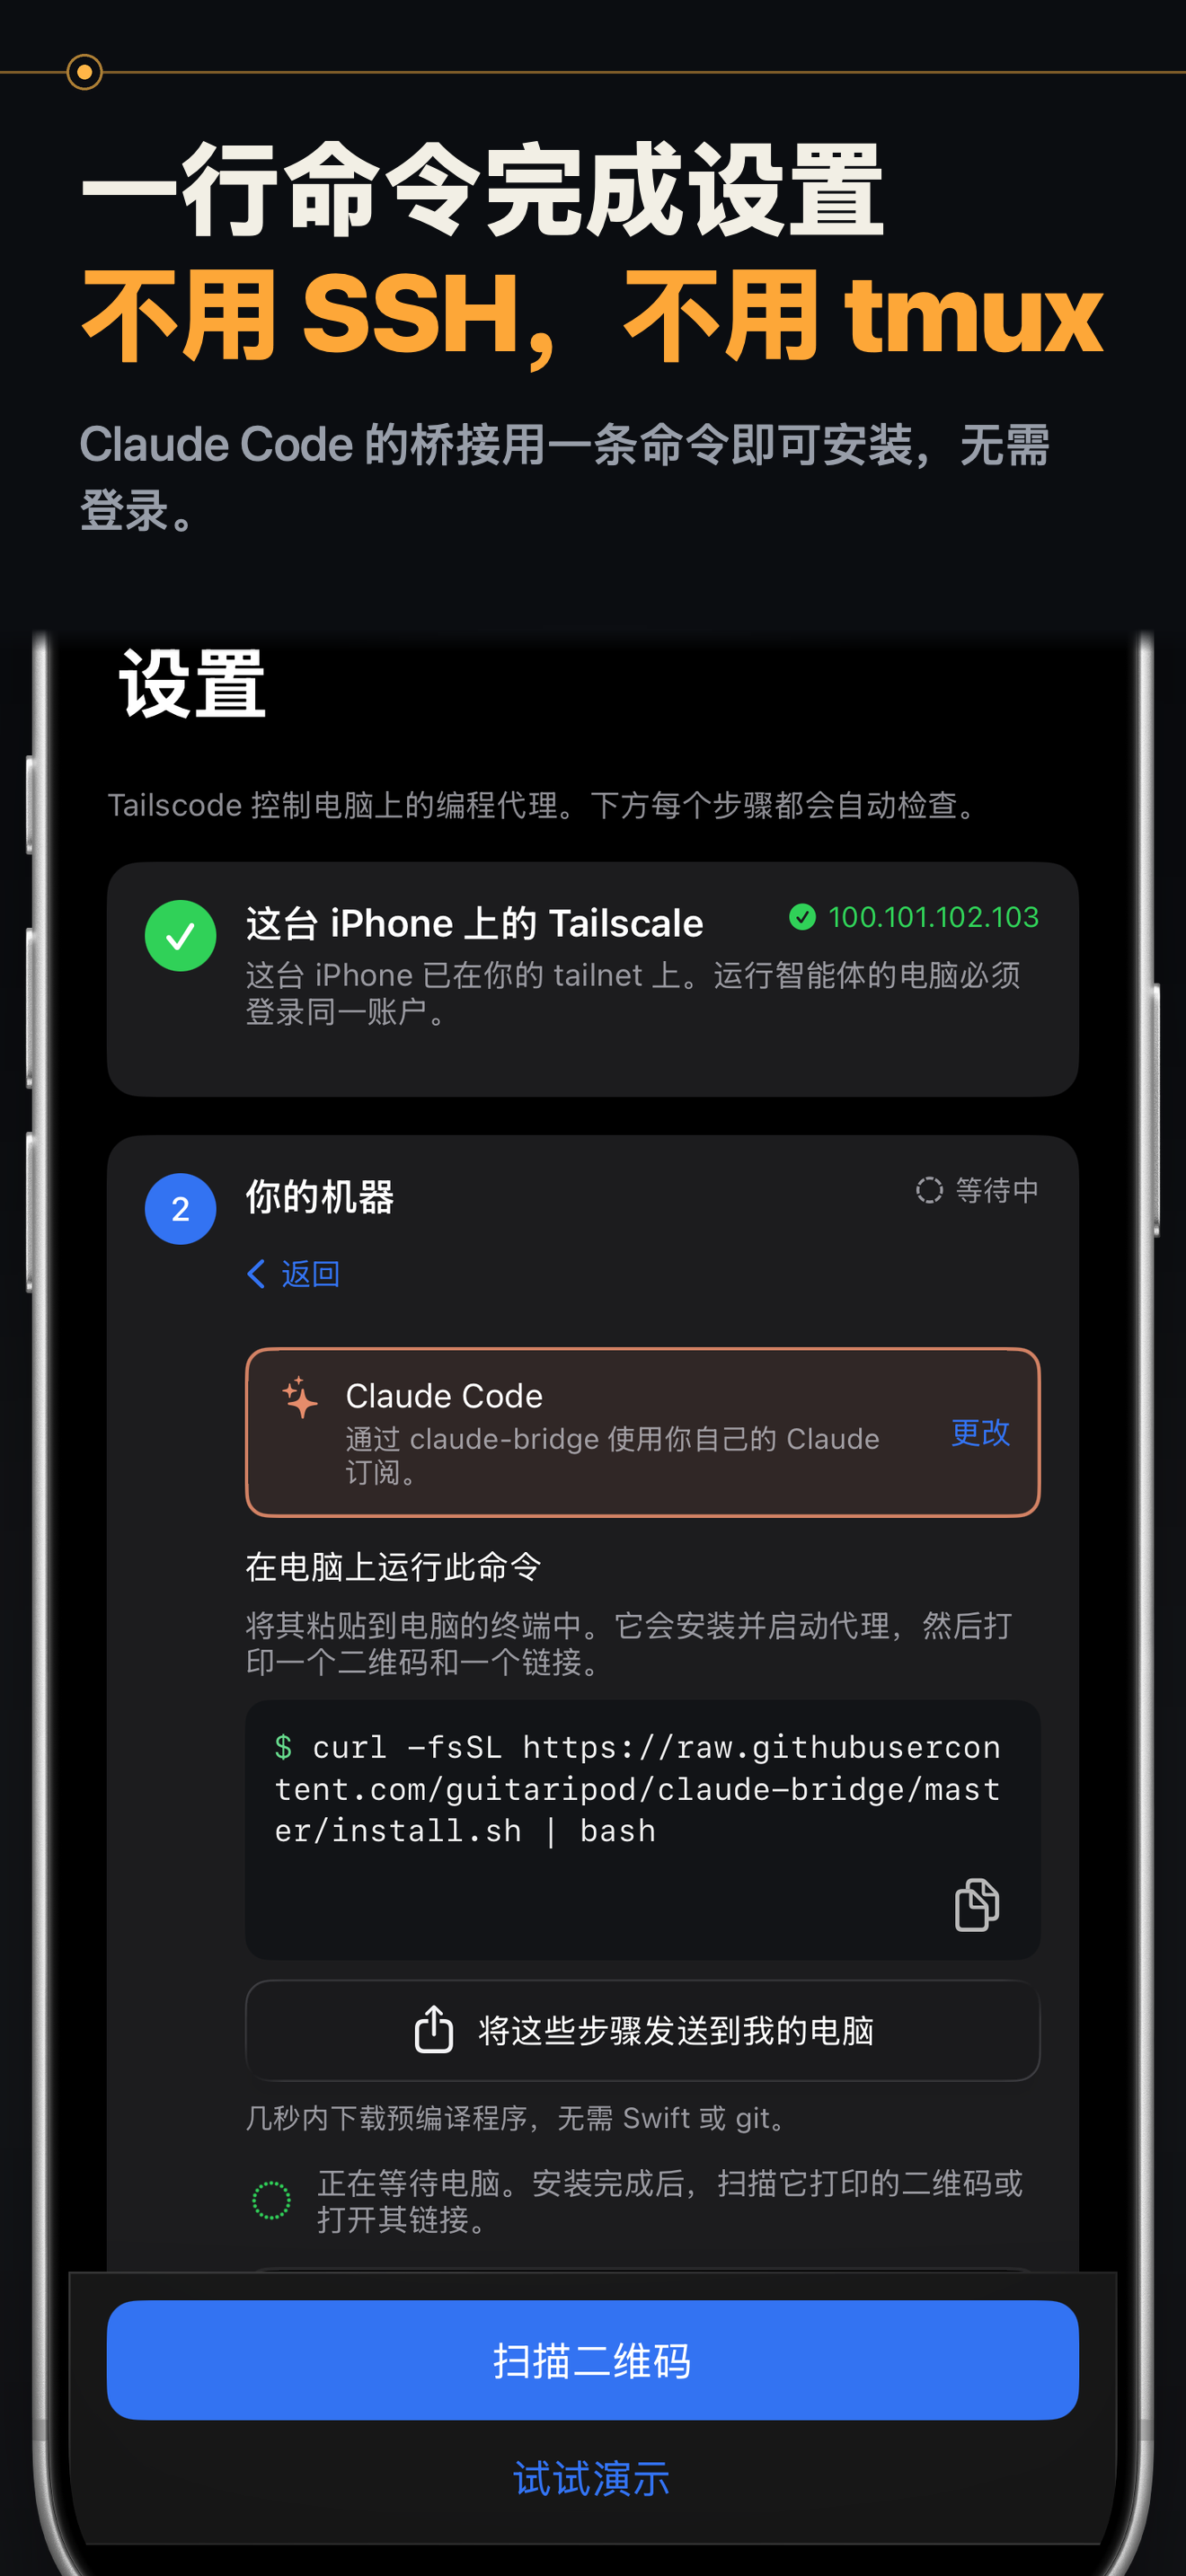 一行命令完成设置
不用 SSH，不用 tmux
Claude Code 的桥接用一条命令即可安装，无需
登录。
设置
Tailscode 控制电脑上的编程代理。下方每个步骤都会自动检查。
这台 iPhone 上的 Tailscale
100.101.102.103
这台 iPhone 已在你的 tailnet 上。运行智能体的电脑必须
登录同一账户。
2
你的机器
等待中
返回
Claude Code
通过 claude-bridge 使用你自己的 Claude
订阅。
更改
在电脑上运行此命令
将其粘贴到电脑的终端中。它会安装并启动代理，然后打
印一个二维码和一个链接。
$ curl -fsSL https://raw.githubusercon
tent.com/guitaripod/claude-bridge/mast
er/install.sh | bash
将这些步骤发送到我的电脑
几秒内下载预编译程序，无需 Swift 或 git。
正在等待电脑。安装完成后，扫描它打印的二维码或
打开其链接。
扫描二维码
试试演示